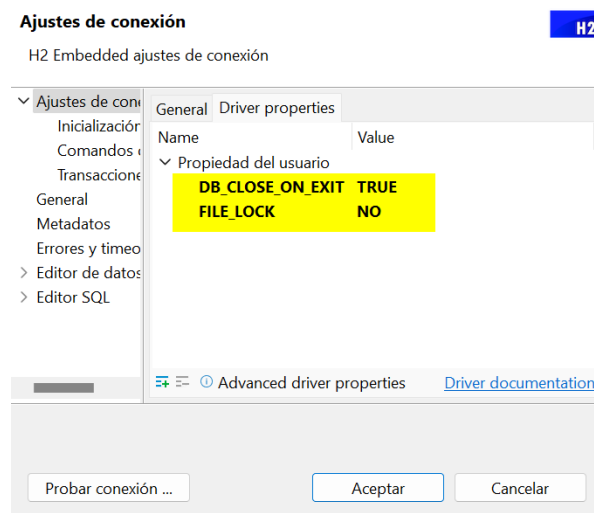 Ajustes de conexión
H2
H2 Embedded ajustes de conexión
Ajustes de con
Inicialización
Comandos
Transaccione
General
Metadatos
Errores y timeo
Editor de datos
Editor SQL
General Driver properties
Name Value
Propiedad del usuario
DB_CLOSE_ON_EXIT TRUE
FILE_LOCK NO
Advanced driver properties Driver documentation
Probar conexión ... Aceptar Cancelar